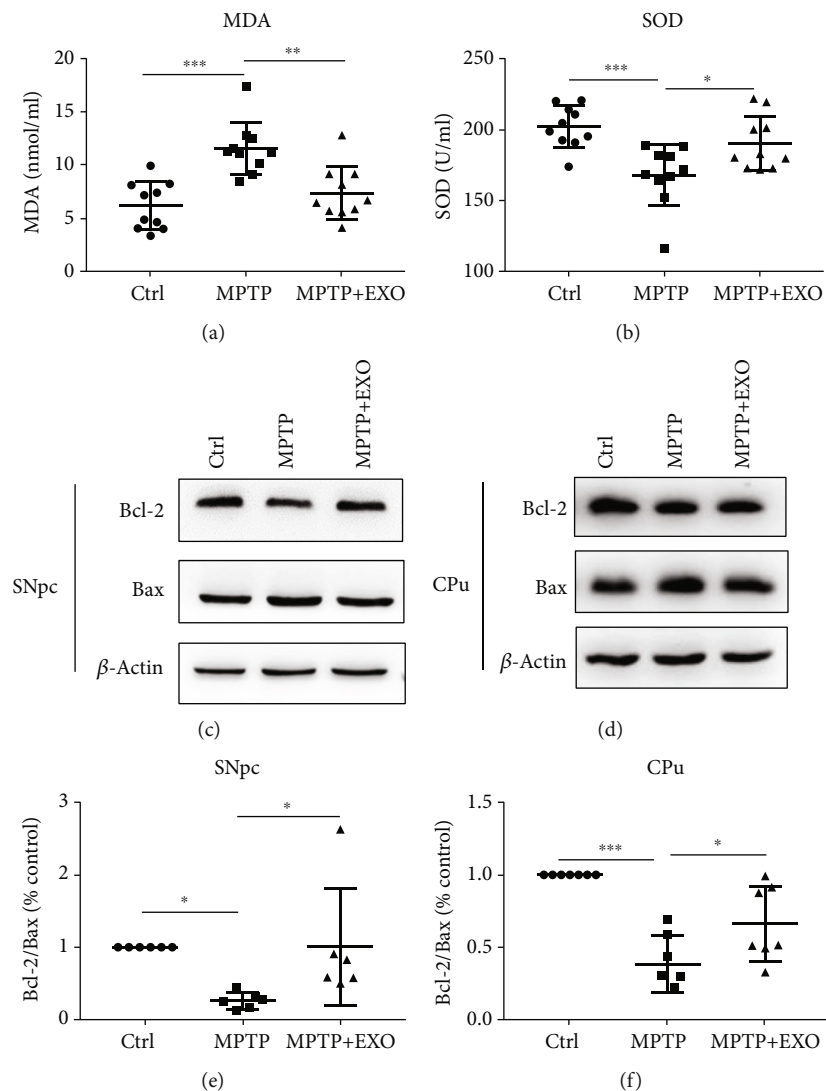 MDA
MDA (nmol/ml)
20
15
10
5
0
***
**
Ctrl
MPTP
MPTP+EXO
(a)
SOD
SOD (U/ml)
250
200
150
100
***
*
Ctrl
MPTP
MPTP+EXO
(b)
Ctrl
MPTP
MPTP+EXO
SNpc
Bcl-2
Bax
β-Actin
(c)
Ctrl
MPTP
MPTP+EXO
CPu
Bcl-2
Bax
β-Actin
(d)
SNpc
Bcl-2/Bax (% control)
3
2
1
0
*
*
Ctrl
MPTP
MPTP+EXO
(e)
CPu
Bcl-2/Bax (% control)
1.5
1.0
0.5
0.0
***
*
Ctrl
MPTP
MPTP+EXO
(f)